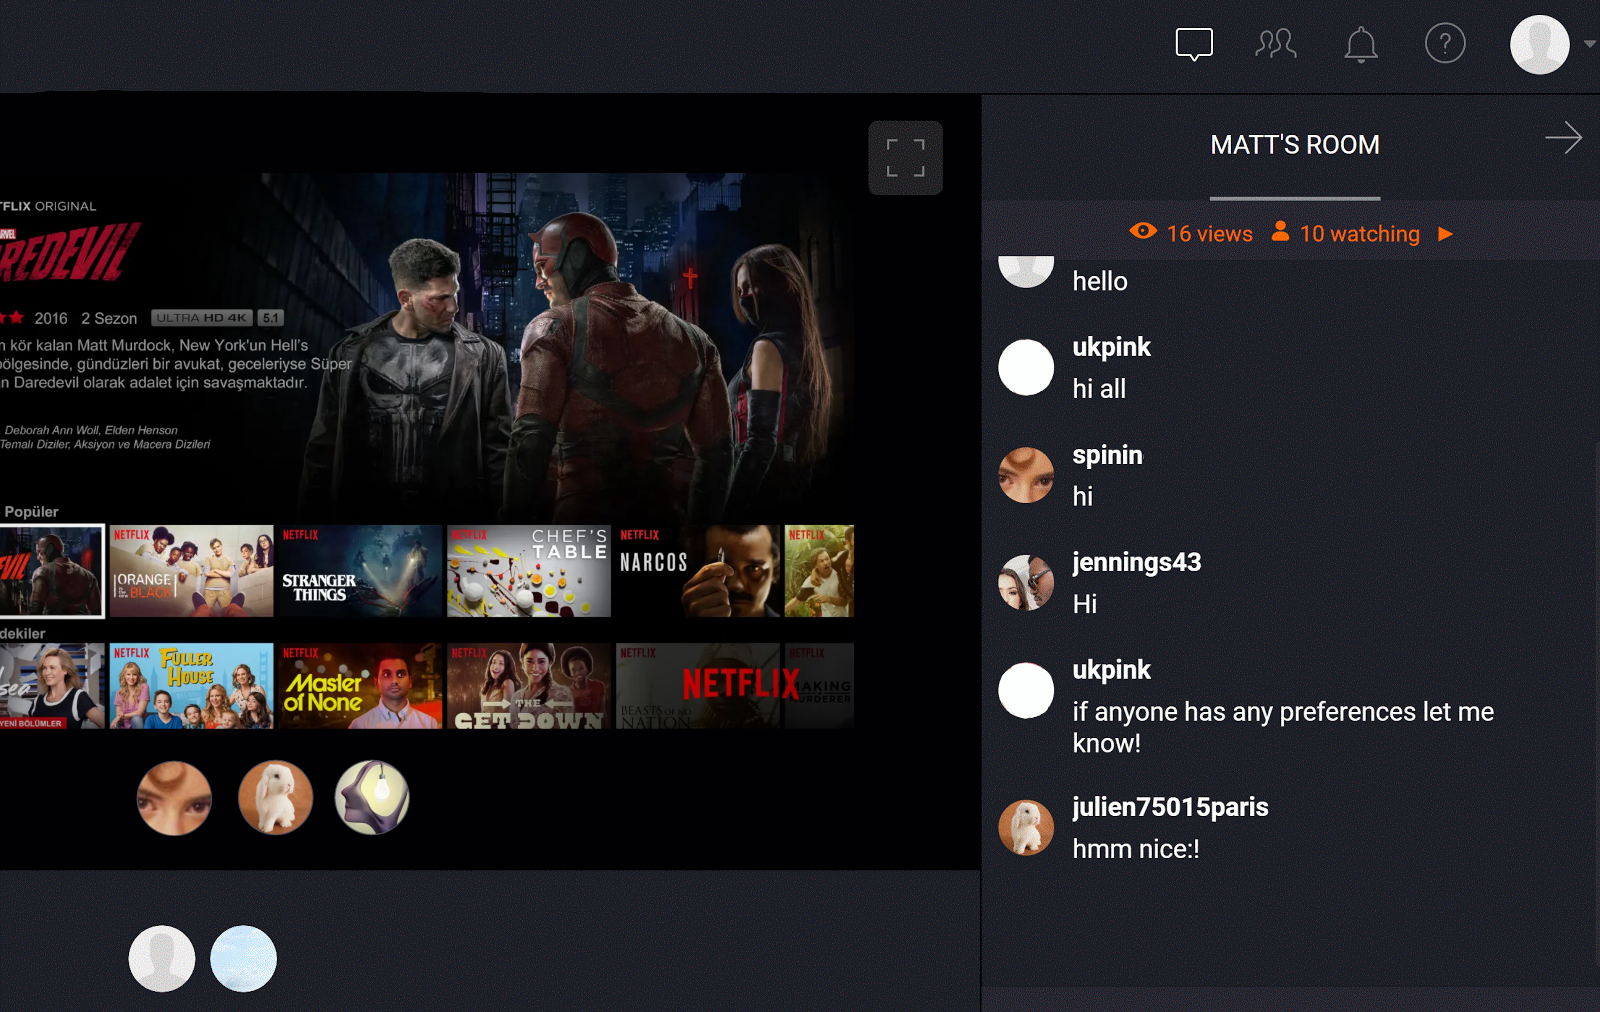 MATT'S ROOM
16 views 10 watching
TFLIX ORIGINAL
MARVEL
REDEVIL
2016 2 Sezon ULTRA HD 4K 5.1
n kör kalan Matt Murdock, New York'un Hell's
bölgesinde, gündüzleri bir avukat, geceleriyse Süper
n Daredevil olarak adalet için savaşmaktadır.
. Deborah Ann Woll, Elden Henson
Temalı Diziler, Aksiyon ve Macera Dizileri
Popüler
NETFLIX
ORANGE
IS THE NEW
BLACK
NETFLIX
STRANGER
THINGS
NETFLIX
CHEF'S
TABLE
NETFLIX
NARCOS
NETFLIX
dekiler
sea
YENİ BÖLÜMLER
NETFLIX
FULLER
HOUSE
NETFLIX
Master
of None
NETFLIX
THE
GET DOWN
NETFLIX
BEASTS OF NO
NATION
NETFLIX
NETFLIX
MAKING
MURDERER
hello
ukpink
hi all
spinin
hi
jennings43
Hi
ukpink
if anyone has any preferences let me
know!
julien75015paris
hmm nice:!